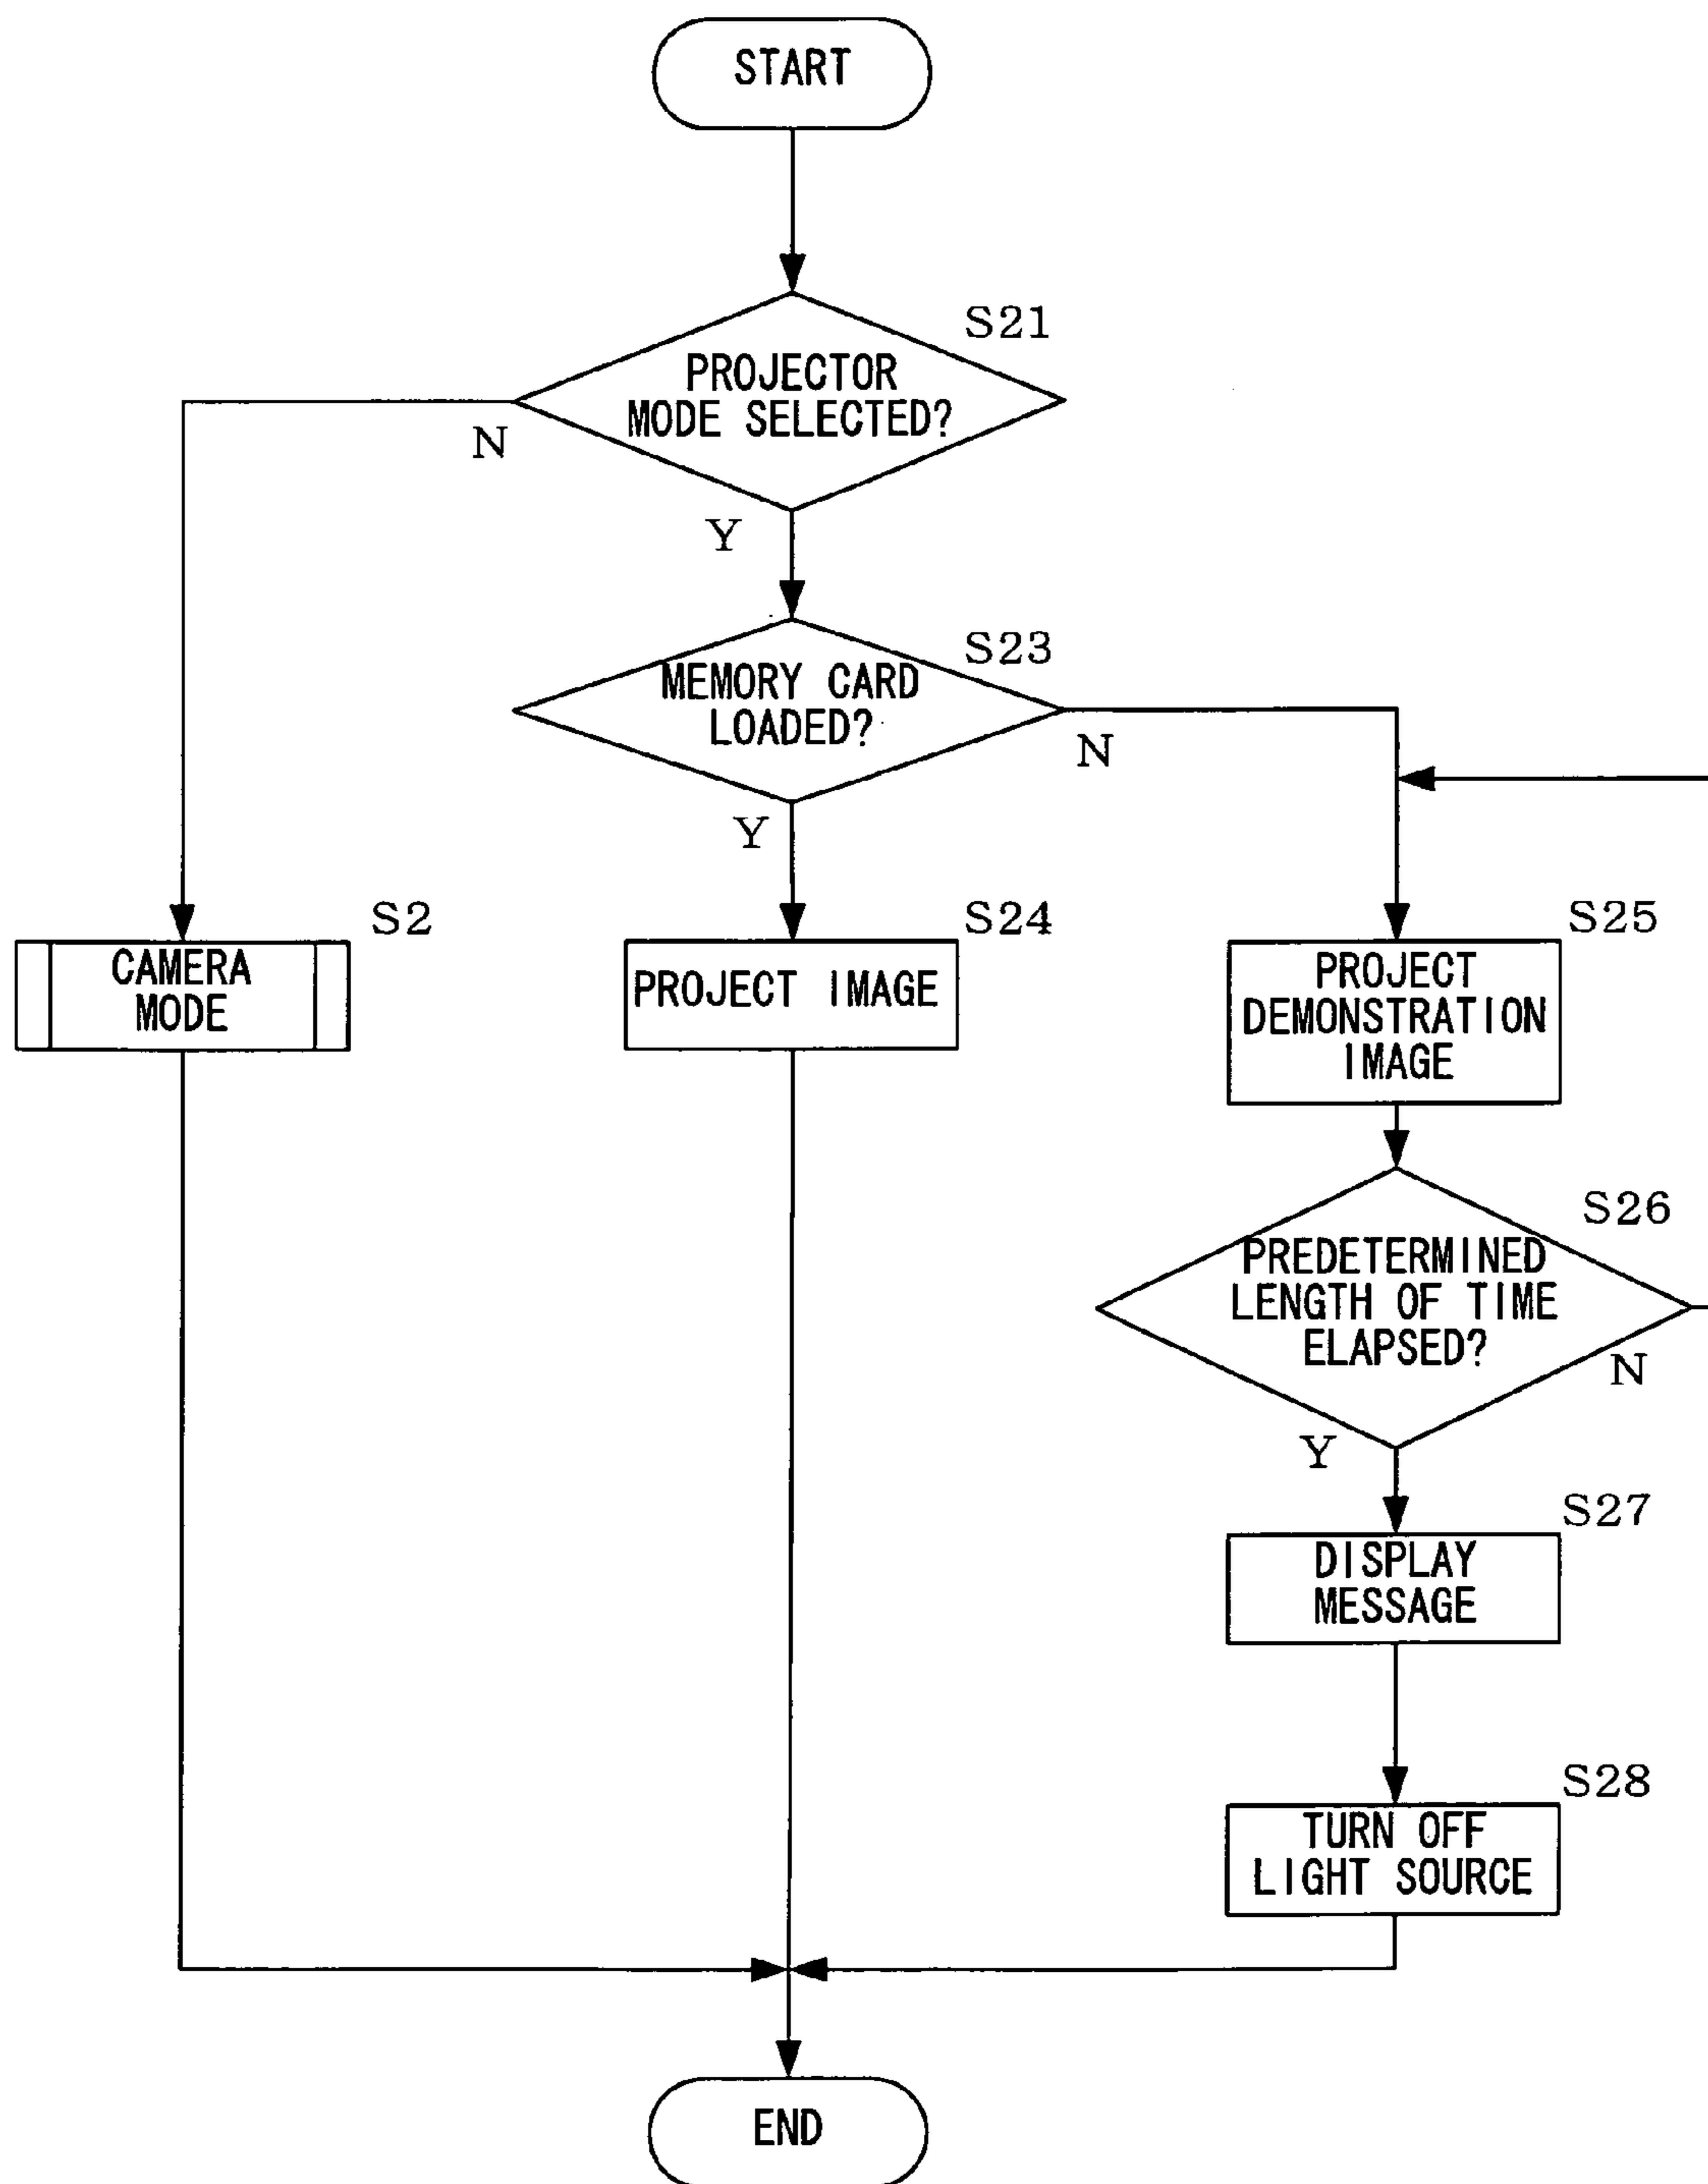 START
S21
PROJECTOR
MODE SELECTED?
N
Y
S23
MEMORY CARD
LOADED?
N
Y
S2
CAMERA
MODE
S24
PROJECT IMAGE
S25
PROJECT
DEMONSTRATION
IMAGE
S26
PREDETERMINED
LENGTH OF TIME
ELAPSED?
N
Y
S27
DISPLAY
MESSAGE
S28
TURN OFF
LIGHT SOURCE
END